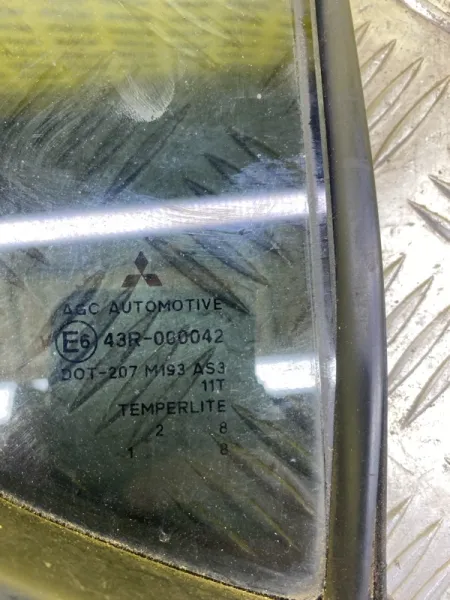 AGC AUTOMOTIVE
E6 43R-000042
DOT-207 M193 AS3
11T
TEMPERLITE
2 8
1 8